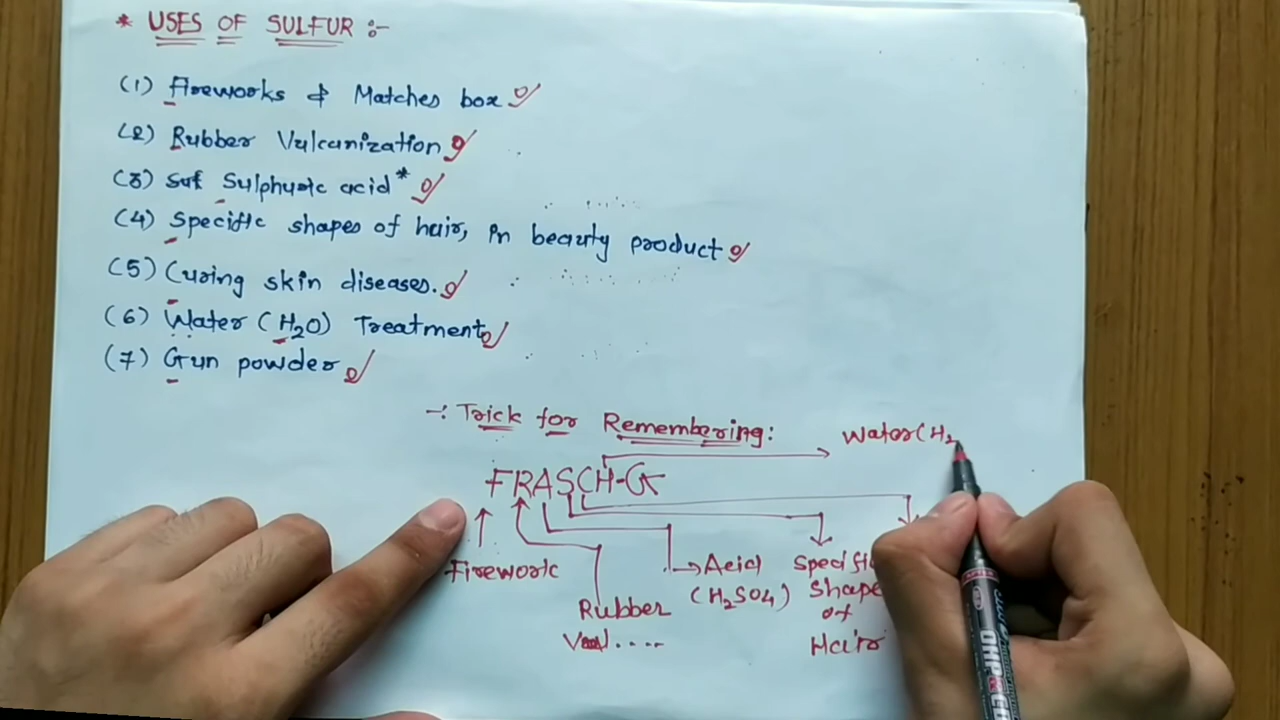 * USES OF SULFUR :-
(1) Fireworks & Matches box
(2) Rubber Vulcanization
(3) Sulphuric acid*
(4) Specific shapes of hair, in beauty product
(5) Curing skin diseases.
(6) Water (H2O) Treatment
(7) Gun powder
-: Trick for Remembering:
Water(H2
FRASCH-G
Firework
Acid
Specific
(H2SO4)
Shape
Rubber
of
Vul....
Hair
OHP